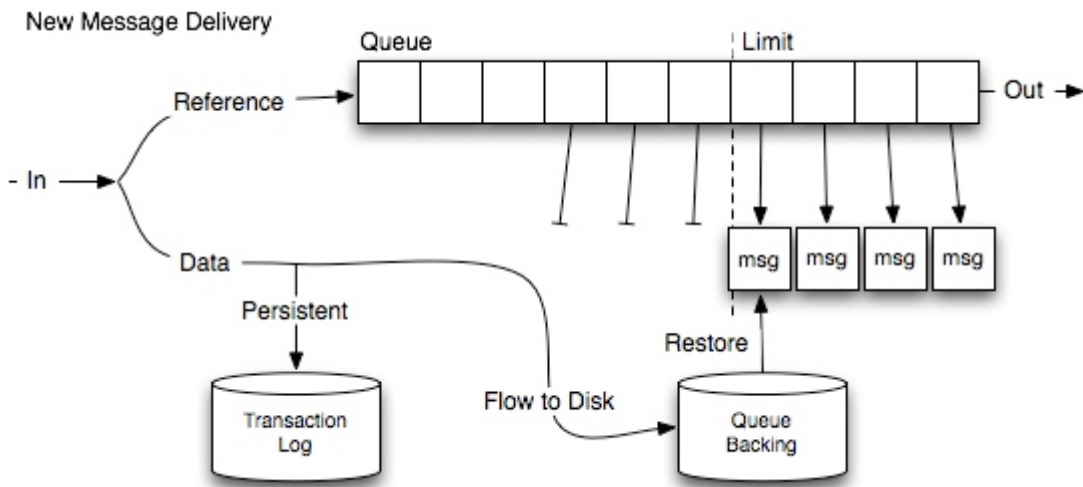 New Message Delivery
Queue
Limit
Reference
Out
- In
Data
msg
msg
msg
msg
Persistent
Restore
Flow to Disk
Transaction
Log
Queue
Backing